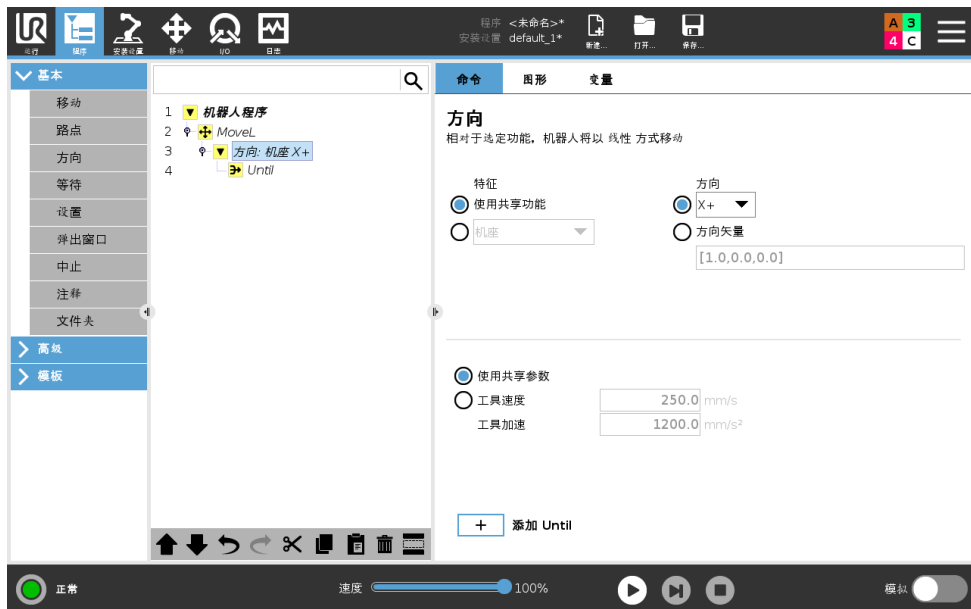 UR
运行
程序
安装设置
移动
I/O
日志
程序 <未命名>*
安装设置 default_1*
新建...
打开...
保存...
A 3
4 C
基本
移动
路点
方向
等待
设置
弹出窗口
中止
注释
文件夹
高级
模板
1 机器人程序
2 MoveL
3 方向: 机座 X+
4 Until
命令 图形 变量
方向
相对于选定功能，机器人将以 线性 方式移动
特征 方向
使用共享功能 X+
机座 方向矢量
[1.0,0.0,0.0]
使用共享参数
工具速度 250.0 mm/s
工具加速 1200.0 mm/s²
+ 添加 Until
正常
速度 100%
模拟